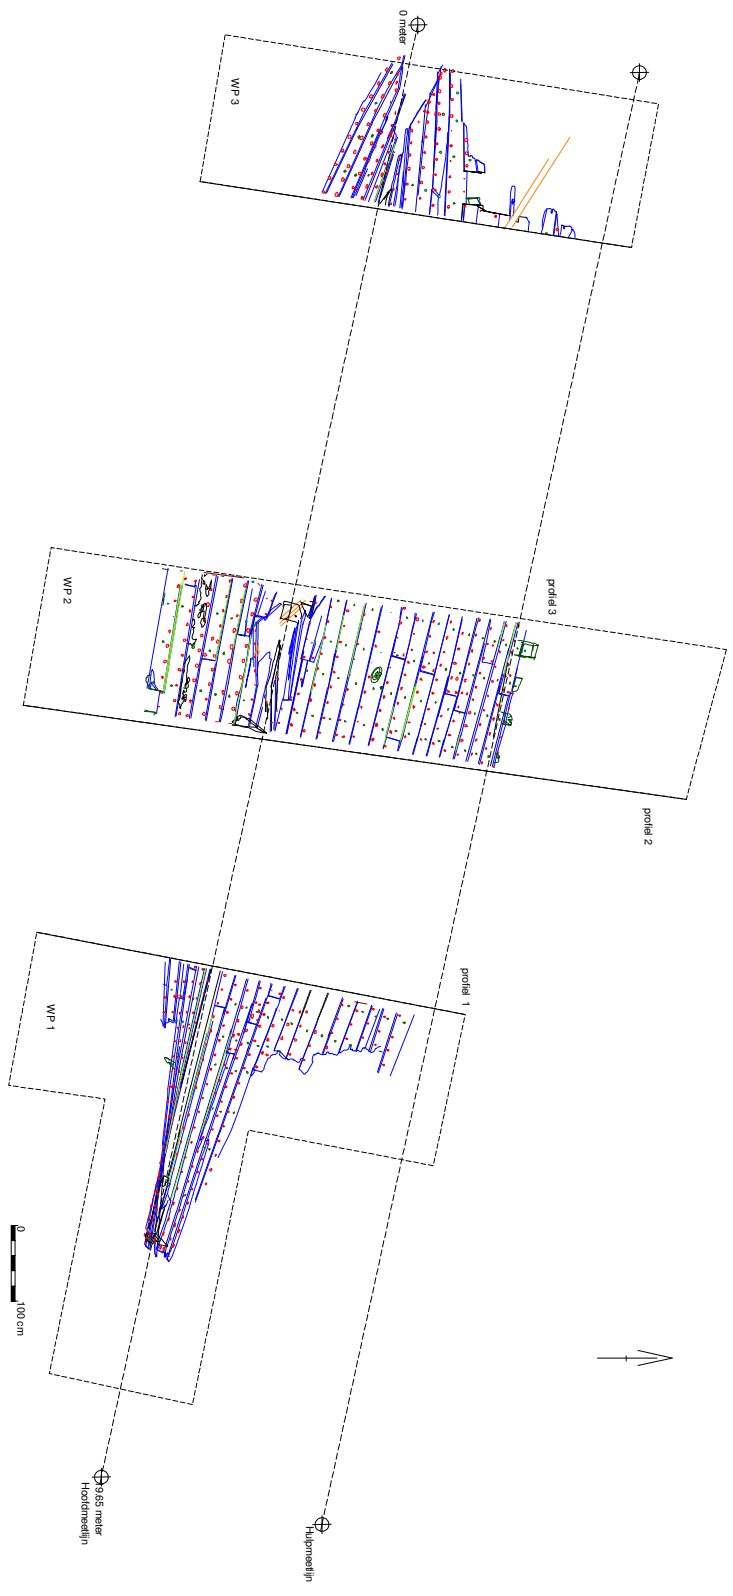 0 meter
WP 3
WP 2
profiel 3
profiel 2
profiel 1
WP 1
0
100 cm
19.65 meter
Hoofdmeetlijn
Hulpmeetlijn